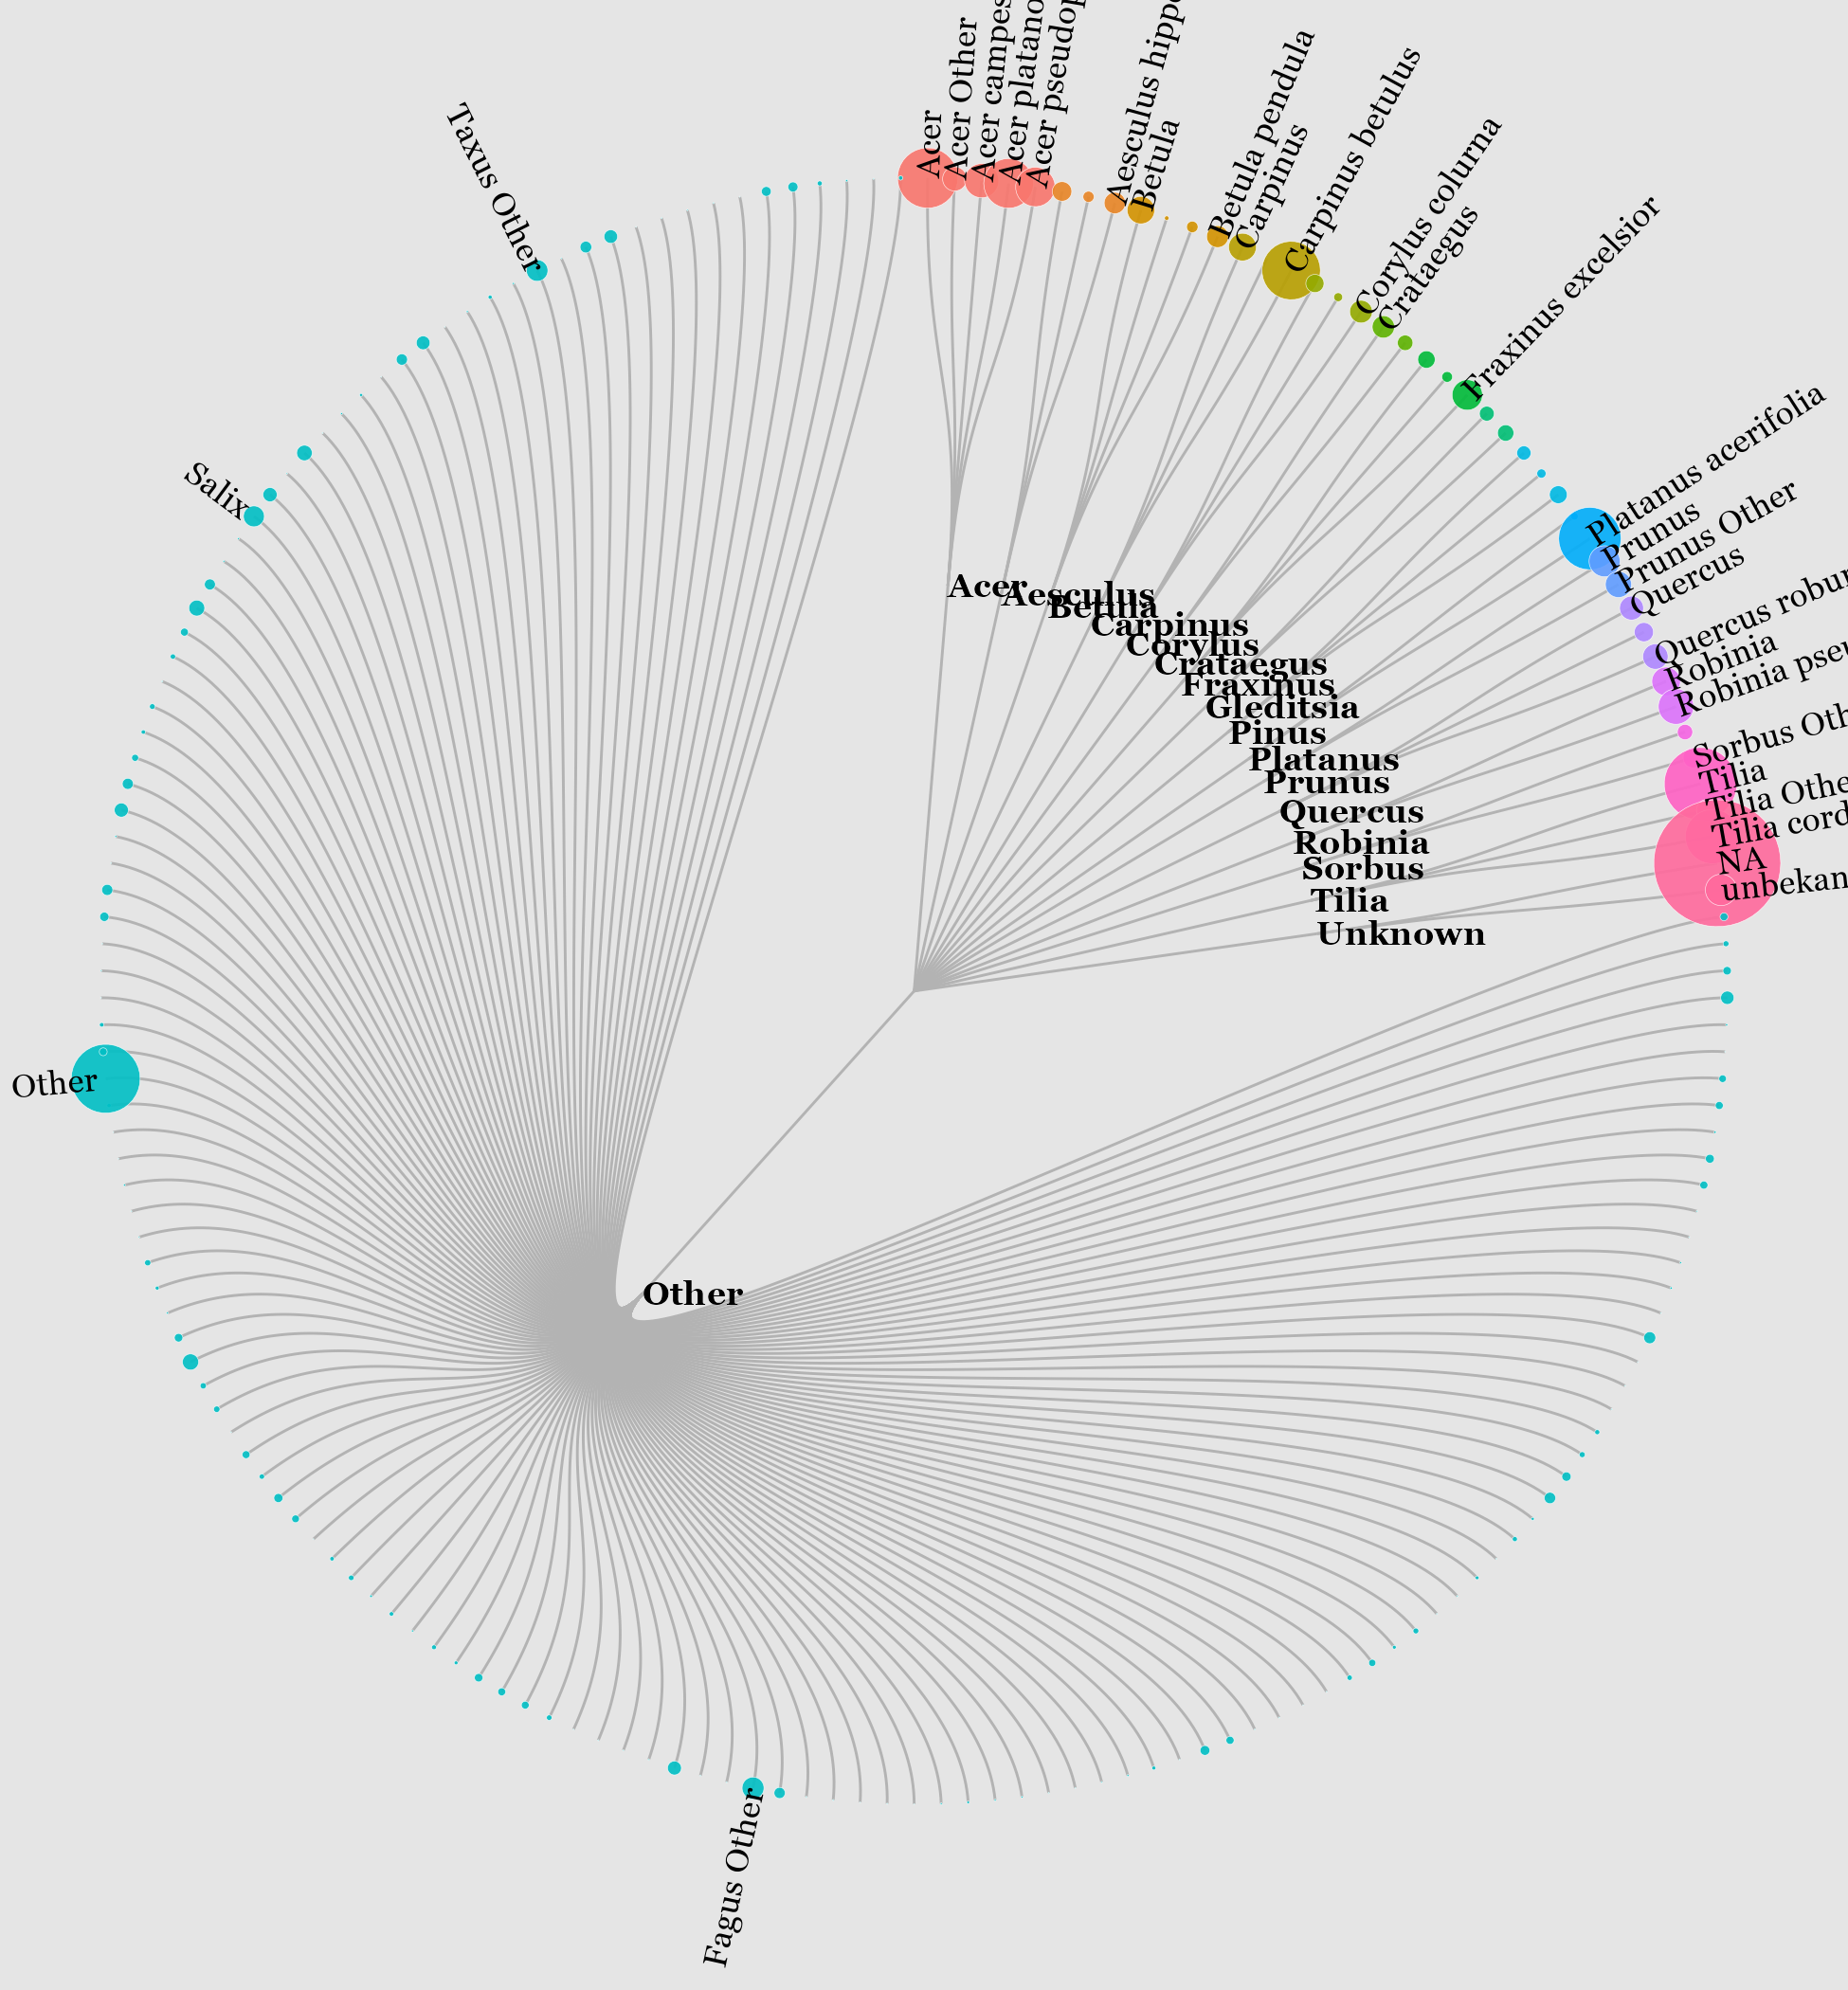 Acer
Acer Other
Acer campes
Acer platano
Acer pseudop
Aesculus hippo
Betula
Betula pendula
Carpinus
Carpinus betulus
Corylus colurna
Crataegus
Fraxinus excelsior
Platanus acerifolia
Prunus
Prunus Other
Quercus
Quercus robur
Robinia
Robinia pseu
Sorbus Oth
Tilia
Tilia Othe
Tilia cord
NA
unbekan
Taxus Other
Salix
Other
Fagus Other
Acer
Aesculus
Betula
Carpinus
Corylus
Crataegus
Fraxinus
Gleditsia
Pinus
Platanus
Prunus
Quercus
Robinia
Sorbus
Tilia
Unknown
Other